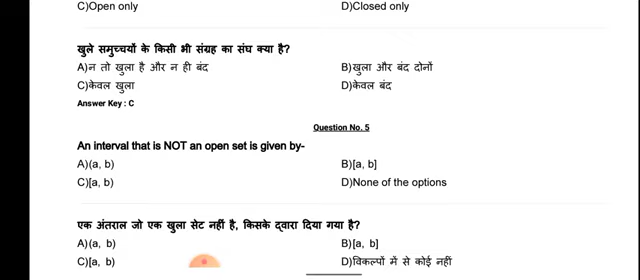 C)Open only D)Closed only
खुले समुच्चयों के किसी भी संग्रह का संघ क्या है?
A)न तो खुला है और न ही बंद B)खुला और बंद दोनों
C)केवल खुला D)केवल बंद
Answer Key : C
Question No. 5
An interval that is NOT an open set is given by-
A)(a, b) B)[a, b]
C)[a, b) D)None of the options
एक अंतराल जो एक खुला सेट नहीं है, किसके द्वारा दिया गया है?
A)(a, b) B)[a, b]
C)[a, b) D)विकल्पों में से कोई नहीं